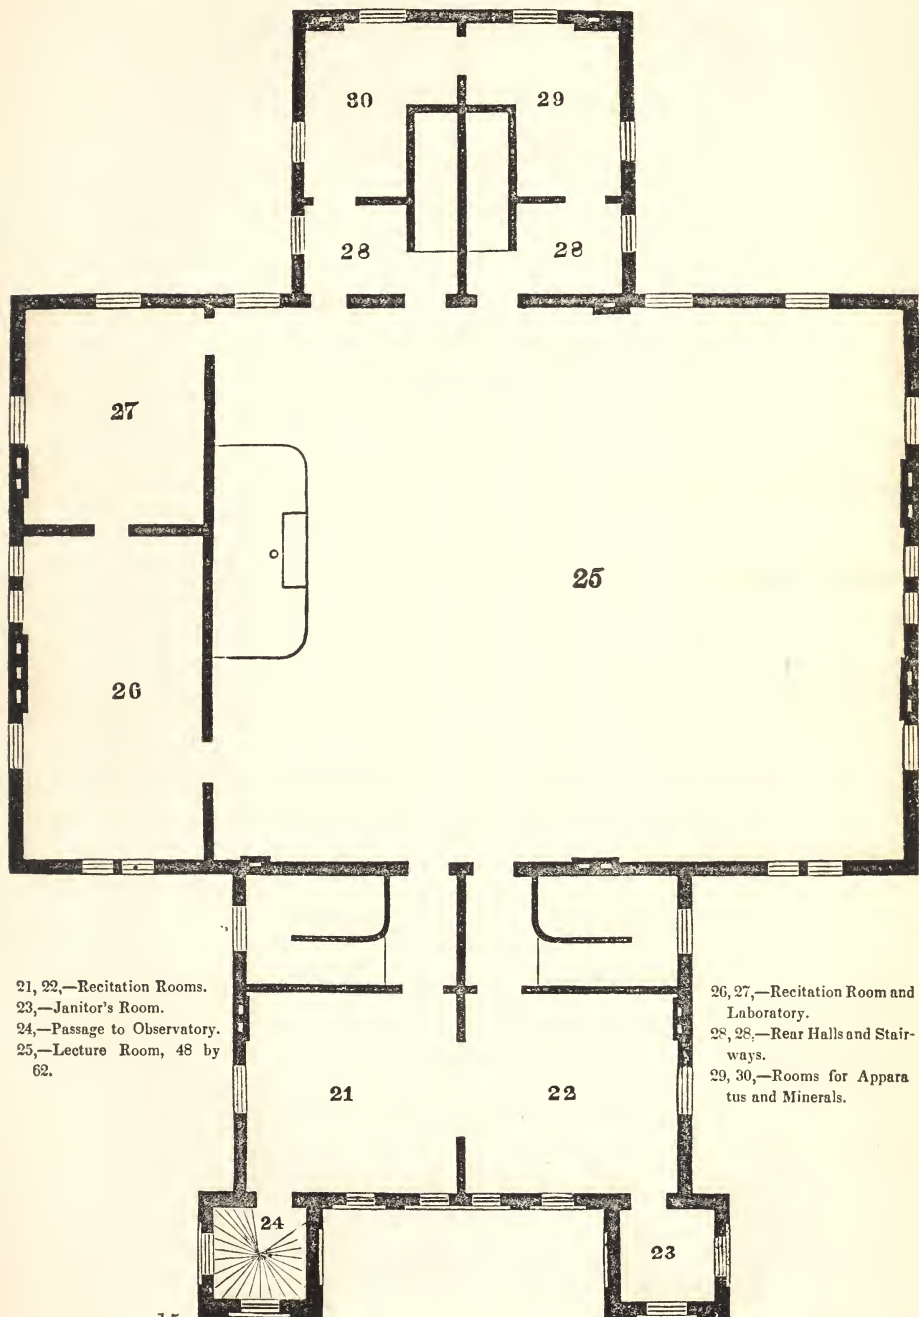 30
29
28
28
27
25
26
21, 22,—Recitation Rooms.
23,—Janitor's Room.
24,—Passage to Observatory.
25,—Lecture Room, 48 by
62.
26, 27,—Recitation Room and
Laboratory.
28, 28,—Rear Halls and Stair-
ways.
29, 30,—Rooms for Appara
tus and Minerals.
21
22
24
23
15